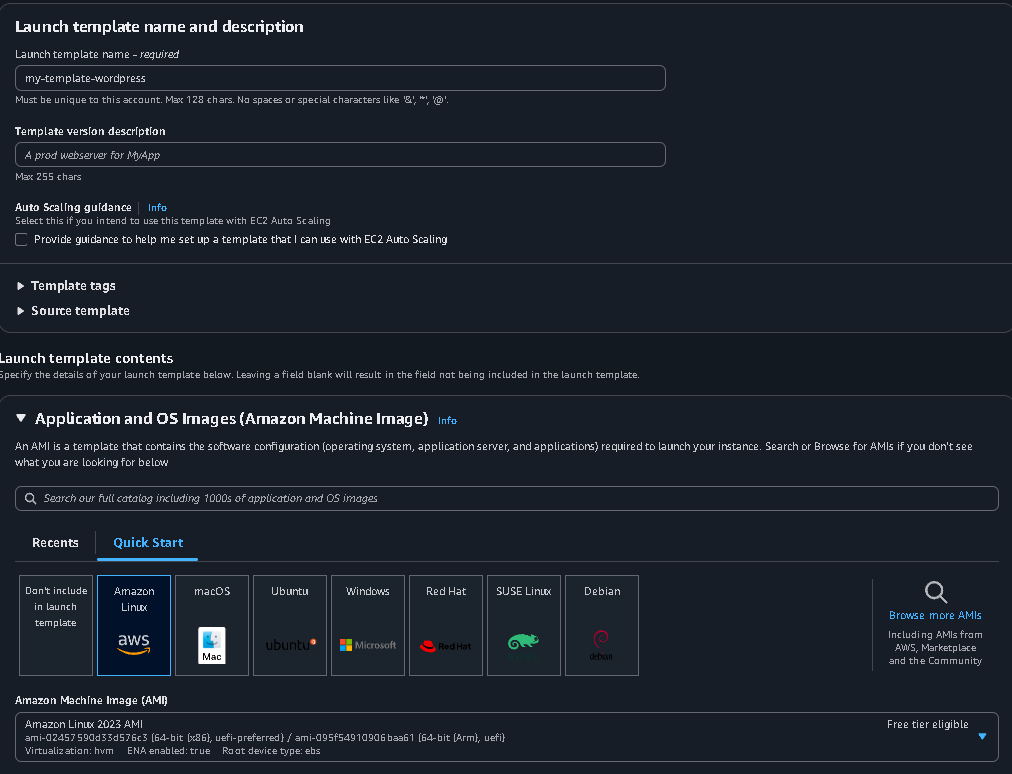 Launch template name and description
Launch template name - required
my-template-wordpress
Must be unique to this account. Max 128 chars. No spaces or special characters like '&', '*', '@'.
Template version description
A prod webserver for MyApp
Max 255 chars
Auto Scaling guidance | Info
Select this if you intend to use this template with EC2 Auto Scaling
Provide guidance to help me set up a template that I can use with EC2 Auto Scaling
Template tags
Source template
Launch template contents
Specify the details of your launch template below. Leaving a field blank will result in the field not being included in the launch template.
Application and OS Images (Amazon Machine Image) Info
An AMI is a template that contains the software configuration (operating system, application server, and applications) required to launch your instance. Search or Browse for AMIs if you don't see
what you are looking for below
Search our full catalog including 1000s of application and OS images
Recents
Quick Start
Don't include
in launch
template
Amazon
Linux
aws
macOS
Mac
Ubuntu
ubuntu
Windows
Microsoft
Red Hat
Red Hat
SUSE Linux
Debian
debian
Browse more AMIs
Including AMIs from
AWS, Marketplace
and the Community
Amazon Machine Image (AMI)
Amazon Linux 2023 AMI
Free tier eligible
ami-02457590d33d576c3 (64-bit (x86), uefi-preferred) / ami-095f54910906baa61 (64-bit (Arm), uefi)
Virtualization: hvm ENA enabled: true Root device type: ebs